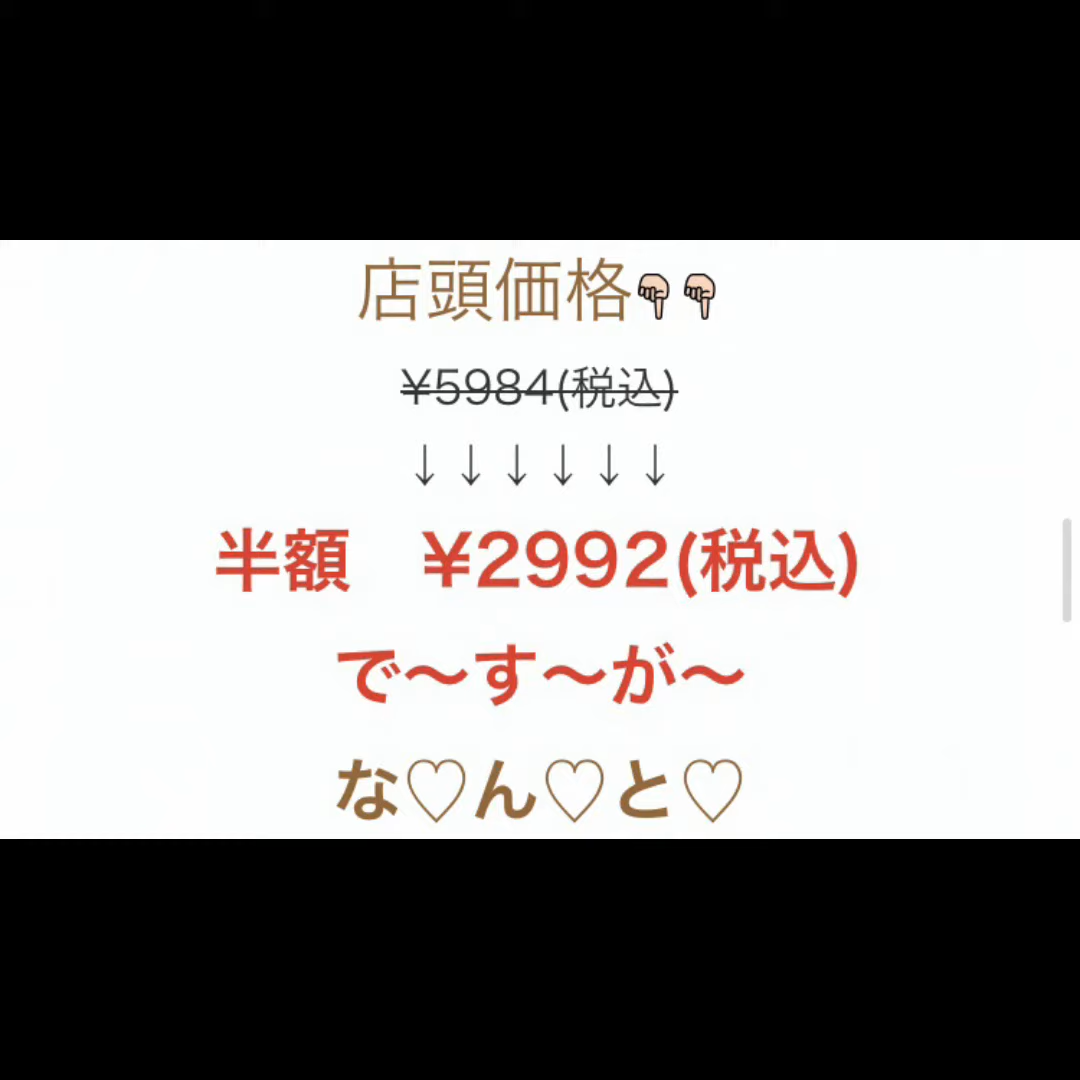 店頭価格👇🏻👇🏻
¥5984(税込)
↓↓↓↓↓↓
半額　¥2992(税込)
で〜す〜が〜
な♡ん♡と♡